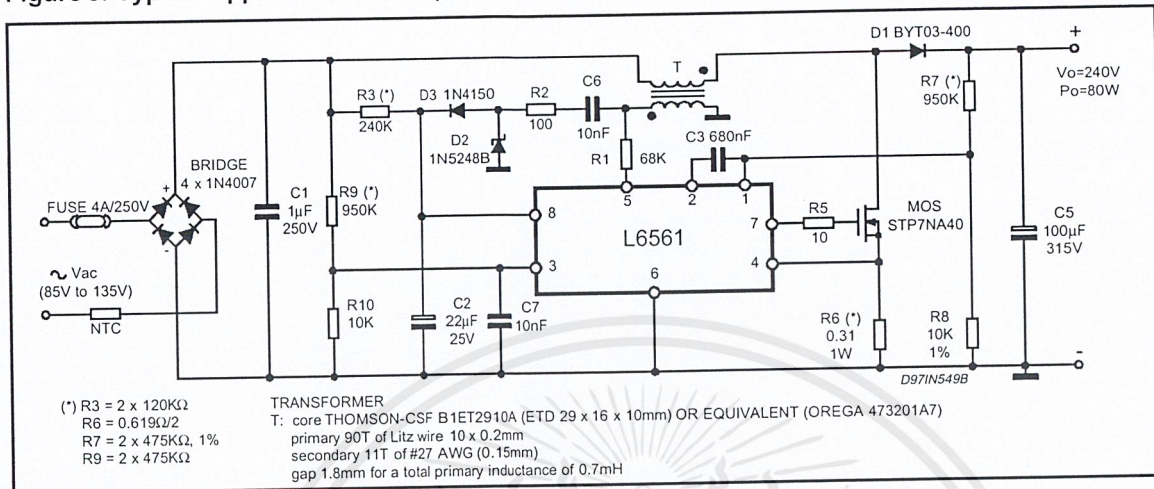 D1 BYT03-400
+
Vo=240V
Po=80W
T
R7 (*)
950K
C6
10nF
R2
100
D3 1N4150
R3 (*)
240K
D2
1N5248B
C3 680nF
R1
68K
BRIDGE
4 x 1N4007
+
-
FUSE 4A/250V
C1
1µF
250V
R9 (*)
950K
5
2
1
8
L6561
7
R5
10
MOS
STP7NA40
C5
100µF
315V
3
4
6
Vac
(85V to 135V)
NTC
R10
10K
C2
22µF
25V
C7
10nF
R6 (*)
0.31
1W
R8
10K
1%
-
D97IN549B
(*) R3 = 2 x 120KΩ
R6 = 0.619Ω/2
R7 = 2 x 475KΩ, 1%
R9 = 2 x 475KΩ
TRANSFORMER
T: core THOMSON-CSF B1ET2910A (ETD 29 x 16 x 10mm) OR EQUIVALENT (OREGA 473201A7)
primary 90T of Litz wire 10 x 0.2mm
secondary 11T of #27 AWG (0.15mm)
gap 1.8mm for a total primary inductance of 0.7mH